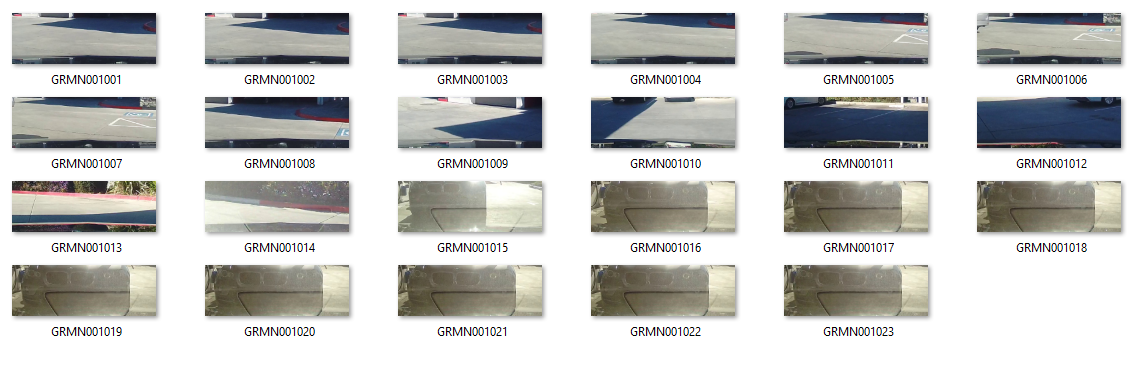 GRMN001001 GRMN001002 GRMN001003 GRMN001004 GRMN001005 GRMN001006
GRMN001007 GRMN001008 GRMN001009 GRMN001010 GRMN001011 GRMN001012
GRMN001013 GRMN001014 GRMN001015 GRMN001016 GRMN001017 GRMN001018
GRMN001019 GRMN001020 GRMN001021 GRMN001022 GRMN001023